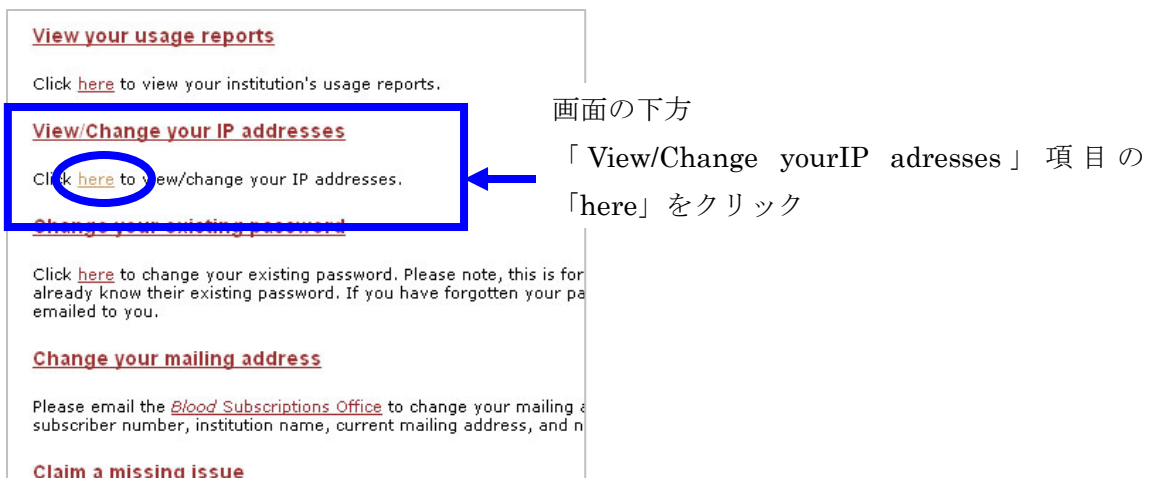 View your usage reports
Click here to view your institution's usage reports.
View/Change your IP addresses
Click here to view/change your IP addresses.
Change your existing password
Click here to change your existing password. Please note, this is for
already know their existing password. If you have forgotten your pa
emailed to you.
Change your mailing address
Please email the Blood Subscriptions Office to change your mailing a
subscriber number, institution name, current mailing address, and n
Claim a missing issue
画面の下方
「View/Change yourIP adresses」項目の
「here」をクリック